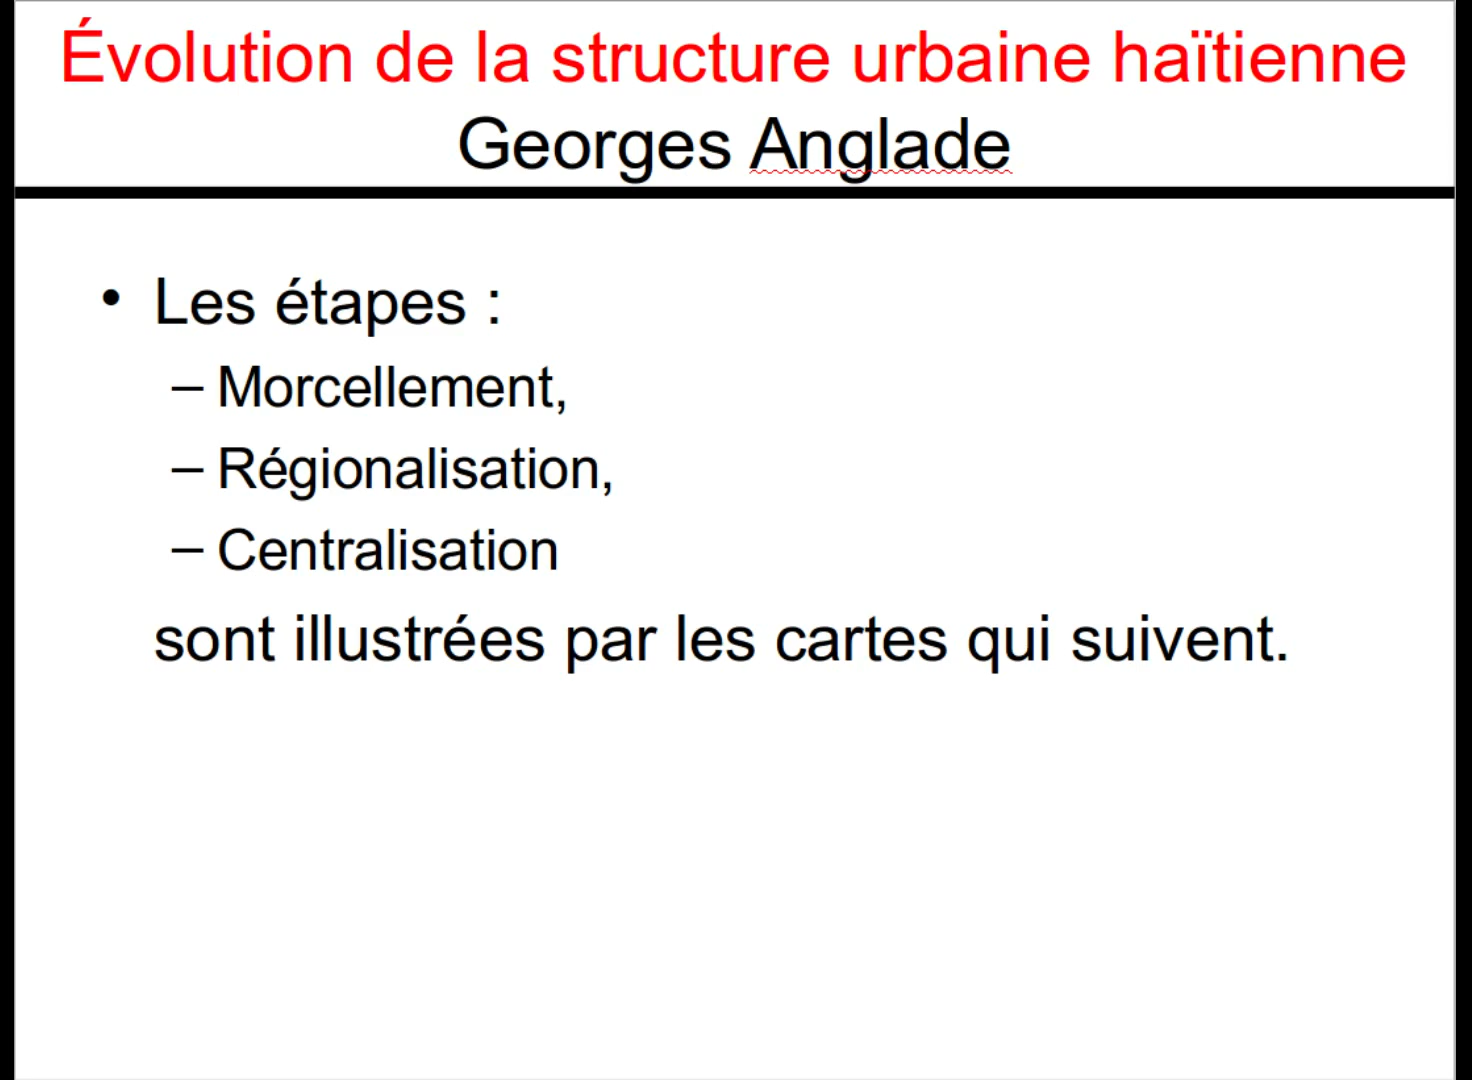 Évolution de la structure urbaine haïtienne
Georges Anglade
• Les étapes :
– Morcellement,
– Régionalisation,
– Centralisation
sont illustrées par les cartes qui suivent.